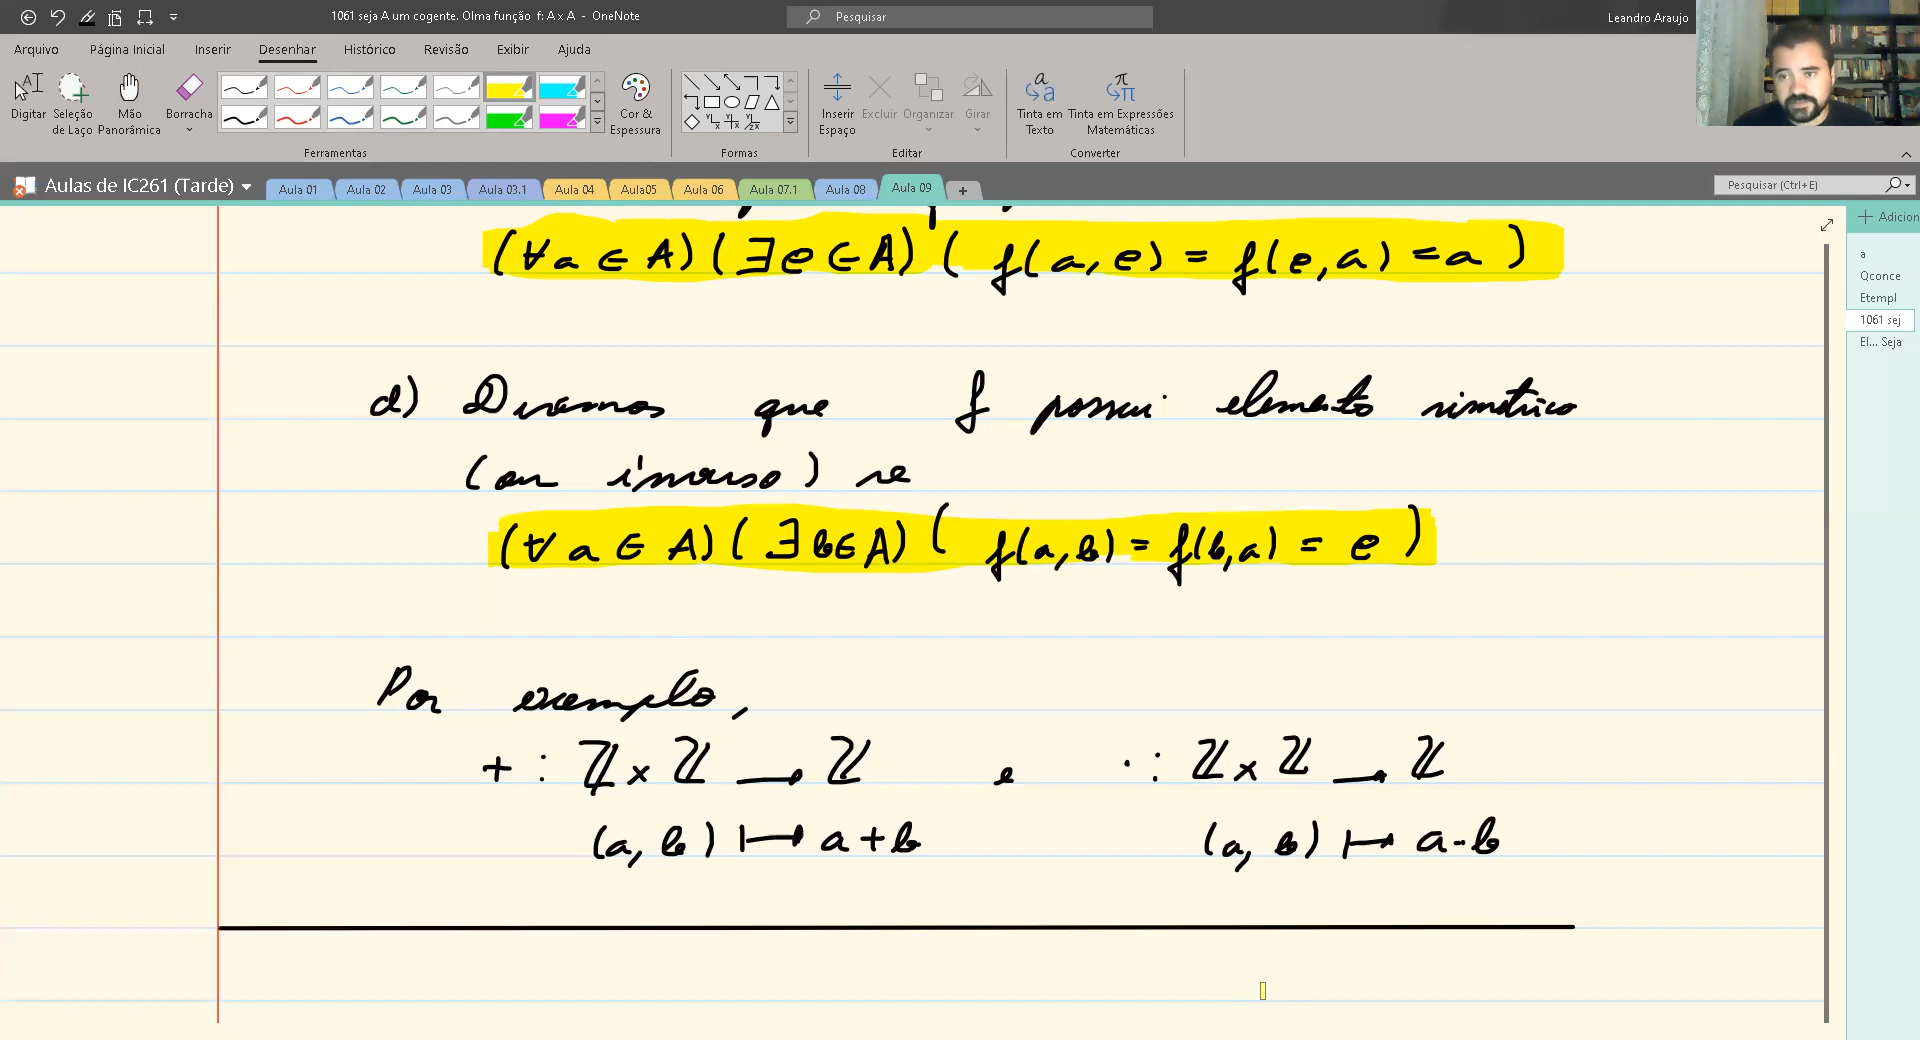 1061 seja A um cogente. Olma função f: A x A - OneNote
Pesquisar
Leandro Araujo
Arquivo Página Inicial Inserir Desenhar Histórico Revisão Exibir Ajuda
Digitar Seleção de Laço Mão Panorâmica Borracha Cor & Espessura Inserir Espaço Excluir Organizar Girar Tinta em Texto Tinta em Expressões Matemáticas
Ferramentas Formas Editar Converter
Aulas de IC261 (Tarde) Aula 01 Aula 02 Aula 03 Aula 03.1 Aula 04 Aula05 Aula 06 Aula 07.1 Aula 08 Aula 09 +
Pesquisar (Ctrl+E)
+ Adicion
a
Qconce
Etempl
1061 sej
El... Seja
(∀a ∈ A) (∃ e ∈ A) ( f(a, e) = f(e, a) = a )
d) Diremos que f possui elemento simétrico
(ou inverso) se
(∀ a ∈ A) (∃ b ∈ A) ( f(a, b) = f(b, a) = e )
Por exemplo,
+ : ℤ × ℤ → ℤ e · : ℤ × ℤ → ℤ
(a, b) ↦ a + b (a, b) ↦ a · b